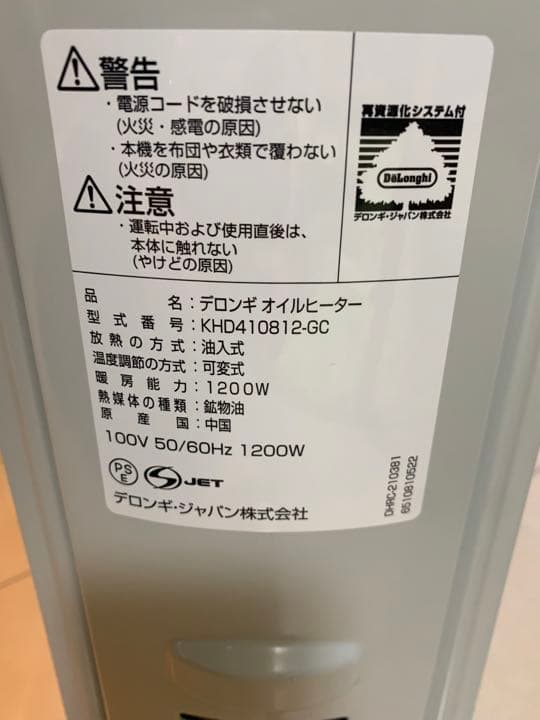 警告
・電源コードを破損させない
(火災・感電の原因)
・本機を布団や衣類で覆わない
(火災の原因)
注意
・運転中および使用直後は、
本体に触れない
(やけどの原因)
再資源化システム付
DeLonghi
デロンギ・ジャパン株式会社
品名：デロンギ オイルヒーター
型式番号：KHD410812-GC
放熱の方式：油入式
温度調節の方式：可変式
暖房能力：1200W
熱媒体の種類：鉱物油
原産国：中国
100V 50/60Hz 1200W
PS
E
JET
デロンギ・ジャパン株式会社
DHRC-210381
6510810522